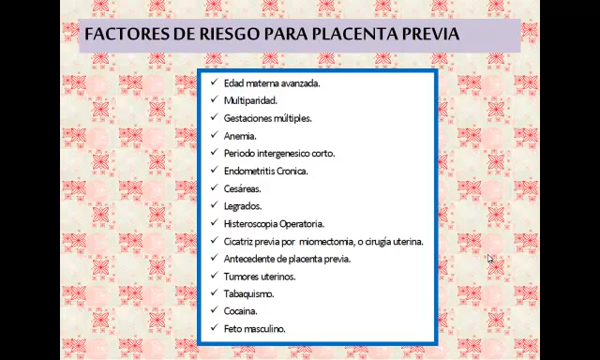 FACTORES DE RIESGO PARA PLACENTA PREVIA
✓ Edad materna avanzada.
✓ Multiparidad.
✓ Gestaciones múltiples.
✓ Anemia.
✓ Periodo intergenesico corto.
✓ Endometritis Cronica.
✓ Cesáreas.
✓ Legrados.
✓ Histeroscopia Operatoria.
✓ Cicatriz previa por miomectomia, o cirugía uterina.
✓ Antecedente de placenta previa.
✓ Tumores uterinos.
✓ Tabaquismo.
✓ Cocaina.
✓ Feto masculino.